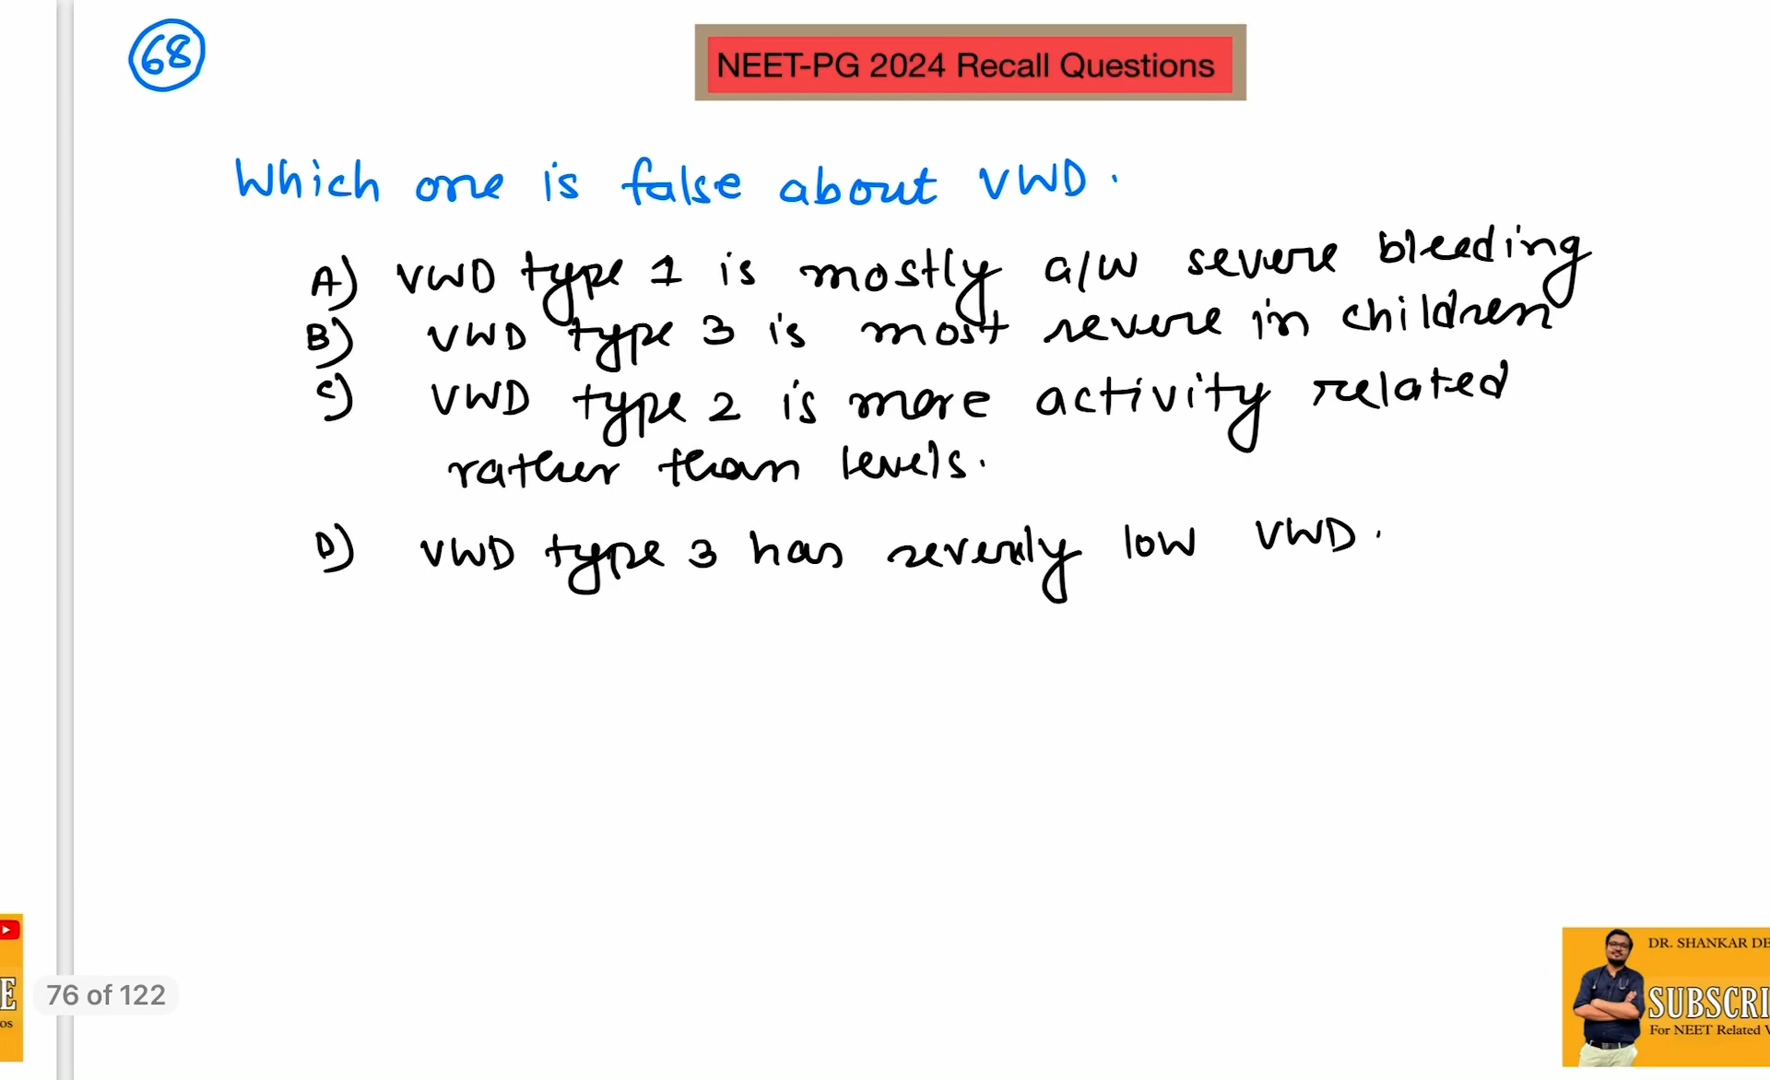 68
NEET-PG 2024 Recall Questions
Which one is false about VWD.
A) VWD type 1 is mostly a/w severe bleeding
B) VWD type 3 is most severe in children
C) VWD type 2 is more activity related
rather than levels.
D) VWD type 3 has severely low VWD.
DR. SHANKAR DE
E
76 of 122
SUBSCRI
os
For NEET Related V